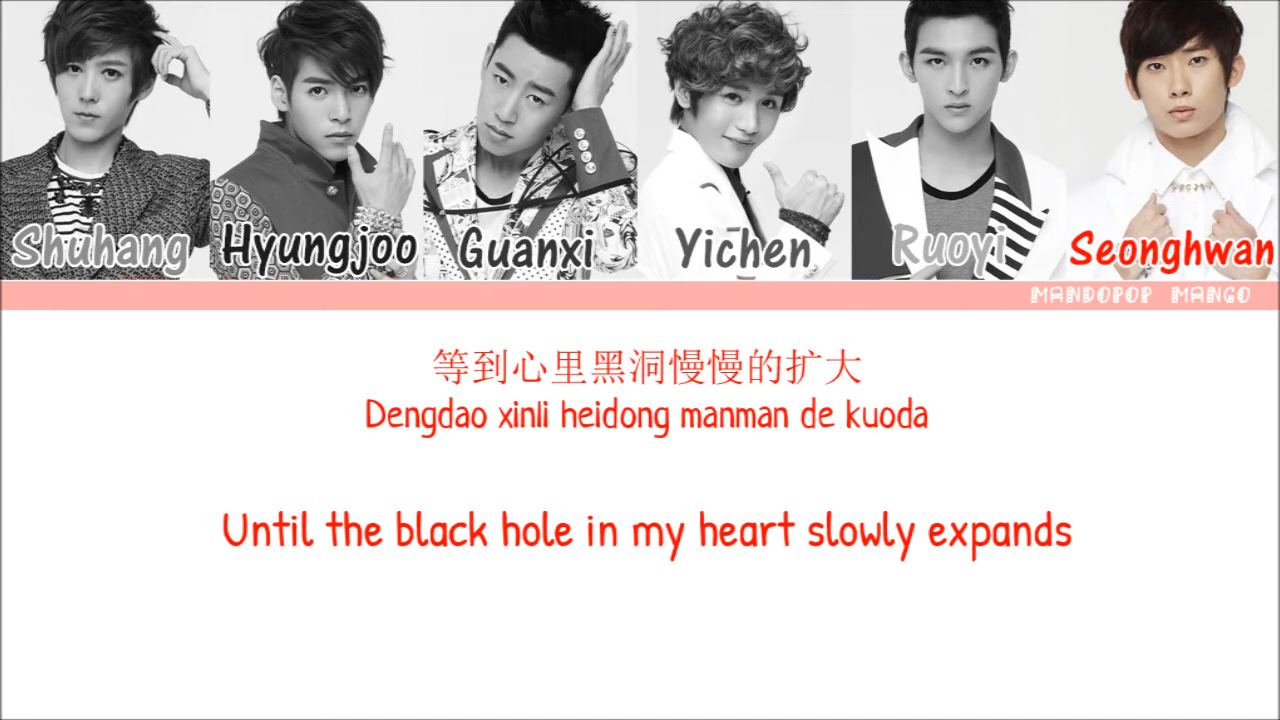 Shuhang Hyungjoo Guanxi Yichen Ruoyi Seonghwan
MANDOPOP MANGO
等到心里黑洞慢慢的扩大
Dengdao xinli heidong manman de kuoda
Until the black hole in my heart slowly expands